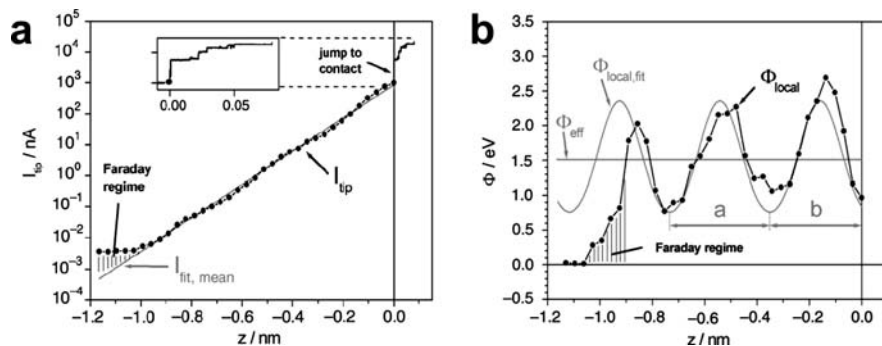 a
I_tip / nA
10^5
10^4
10^3
10^2
10^1
10^0
10^-1
10^-2
10^-3
10^-4
0.00 0.05
jump to
contact
Faraday
regime
I_tip
I_fit, mean
-1.2 -1.0 -0.8 -0.6 -0.4 -0.2 0.0
z / nm
b
Φ / eV
3.5
3.0
2.5
2.0
1.5
1.0
0.5
0.0
-0.5
Φ_local,fit
Φ_local
Φ_eff
a b
Faraday regime
-1.2 -1.0 -0.8 -0.6 -0.4 -0.2 0.0
z / nm